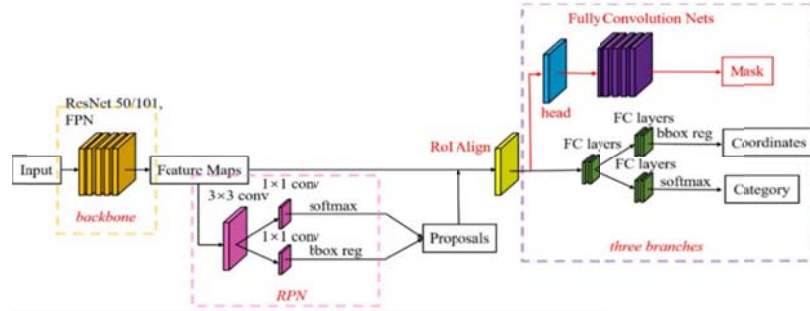 Fully Convolution Nets
ResNet 50/101,
FPN
Mask
head
FC layers
bbox reg
RoI Align
FC layers
Coordinates
Input
Feature Maps
FC layers
softmax
Category
backbone
1×1 conv
3×3 conv
softmax
1×1 conv
Proposals
bbox reg
three branches
RPN